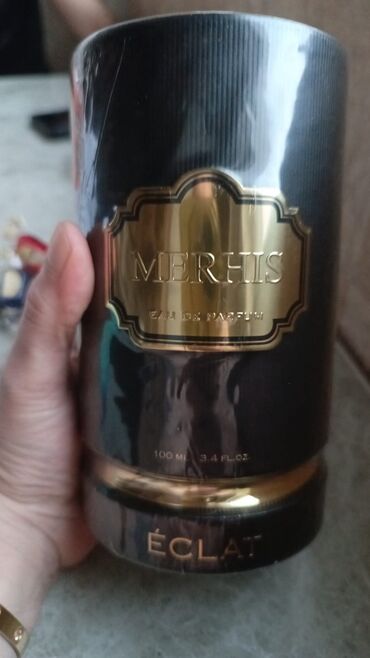 MERHIS
EAU DE PARFUM
100 ML 3.4 FL.OZ.
ÉCLAT